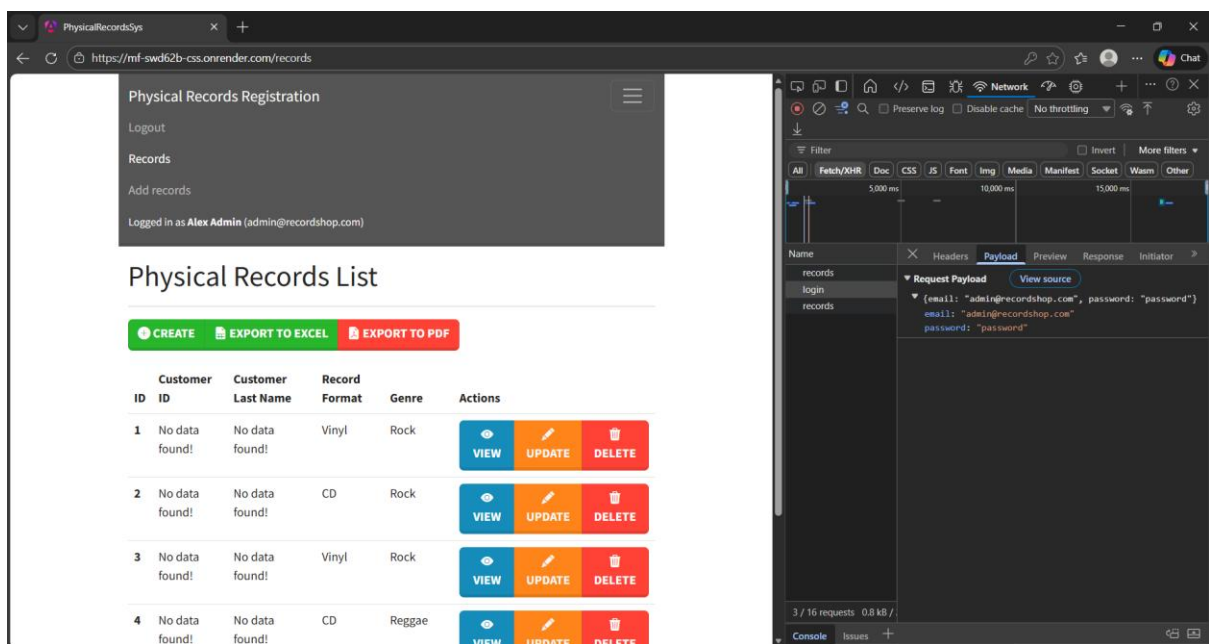 PhysicalRecordsSys
https://mf-swd62b-css.onrender.com/records
Chat
Physical Records Registration
Logout
Records
Add records
Logged in as Alex Admin (admin@recordshop.com)
Physical Records List
CREATE EXPORT TO EXCEL EXPORT TO PDF
ID Customer ID Customer Last Name Record Format Genre Actions
1 No data found! No data found! Vinyl Rock VIEW UPDATE DELETE
2 No data found! No data found! CD Rock VIEW UPDATE DELETE
3 No data found! No data found! Vinyl Rock VIEW UPDATE DELETE
4 No data found! No data found! CD Reggae VIEW UPDATE DELETE
Network
Preserve log Disable cache No throttling
Filter Invert More filters
All Fetch/XHR Doc CSS JS Font Img Media Manifest Socket Wasm Other
5,000 ms 10,000 ms 15,000 ms
Name Headers Payload Preview Response Initiator
records
login
records
Request Payload View source
{email: "admin@recordshop.com", password: "password"}
email: "admin@recordshop.com"
password: "password"
3 / 16 requests 0.8 kB /
Console Issues